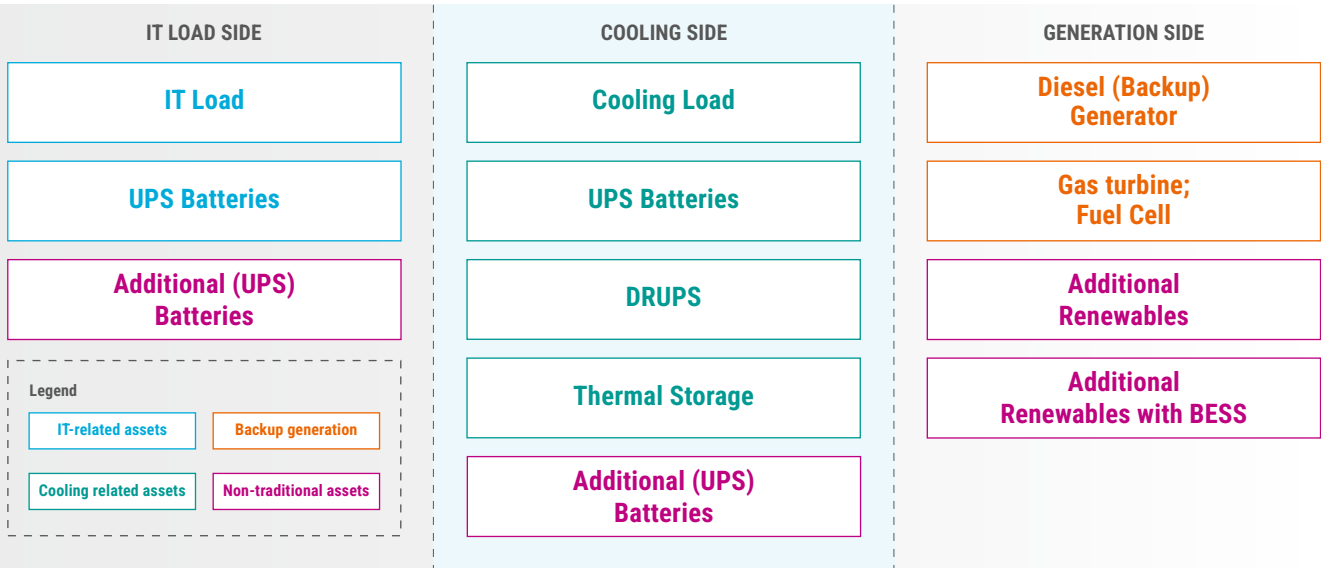 IT LOAD SIDE
IT Load
UPS Batteries
Additional (UPS)
Batteries
Legend
IT-related assets
Backup generation
Cooling related assets
Non-traditional assets
COOLING SIDE
Cooling Load
UPS Batteries
DRUPS
Thermal Storage
Additional (UPS)
Batteries
GENERATION SIDE
Diesel (Backup)
Generator
Gas turbine;
Fuel Cell
Additional
Renewables
Additional
Renewables with BESS